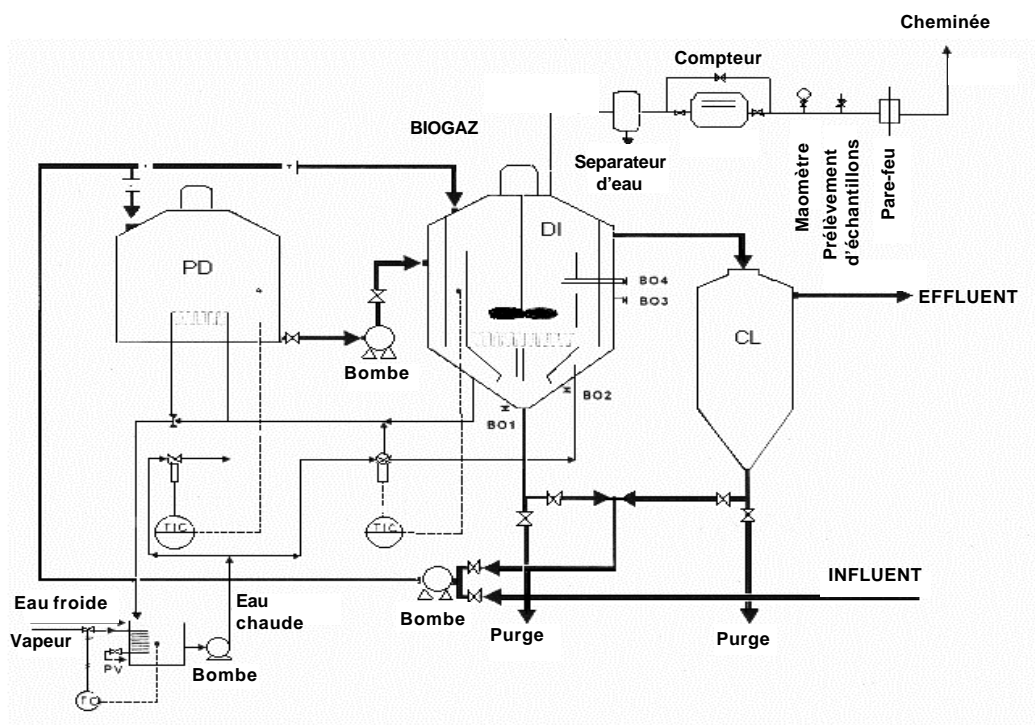 Cheminée
Compteur
BIOGAZ
Separateur
d'eau
Maomètre
Prélèvement
d'échantillons
Pare-feu
PD
DI
BO4
BO3
CL
EFFLUENT
Bombe
BO2
BO1
TIC
TIC
INFLUENT
Eau froide
Vapeur
Eau
chaude
Bombe
Purge
Purge
PV
Bombe
TC